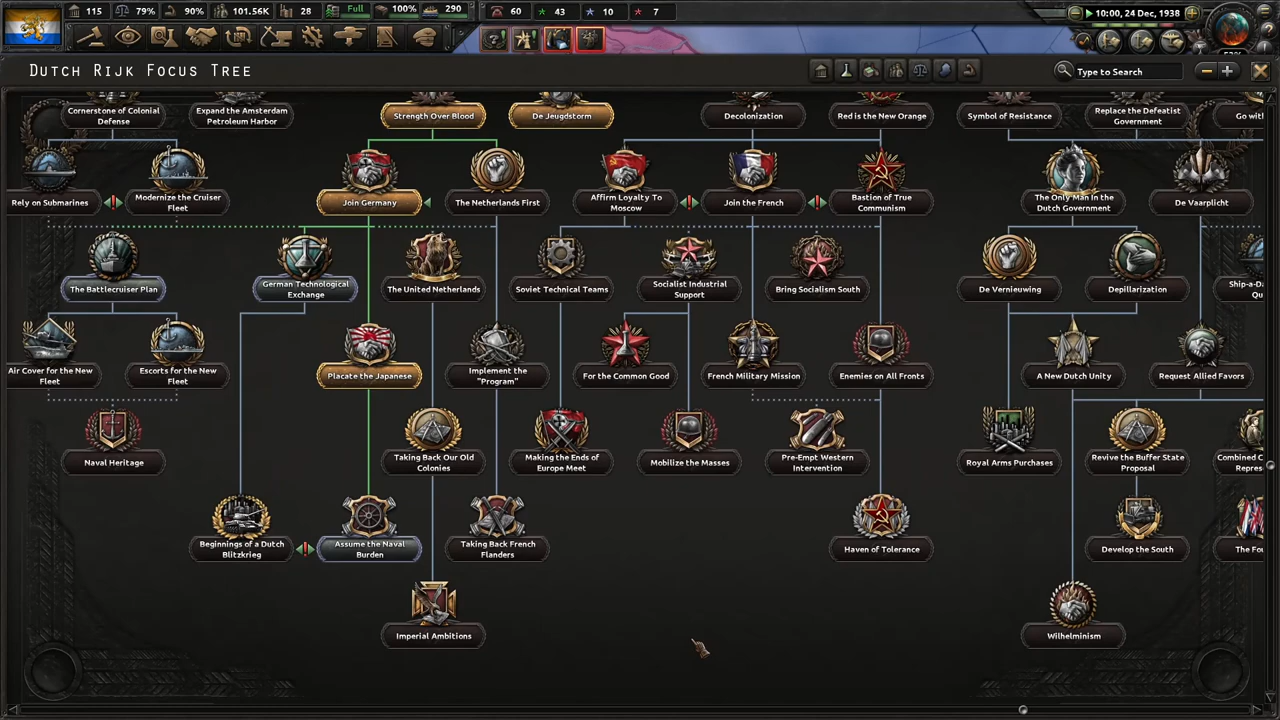 115 79% 90% 101.56K 28 Full 100% 290 60 43 10 7 10:00, 24 Dec, 1938
Dutch Rijk Focus Tree
Type to Search
Cornerstone of Colonial
Defense
Expand the Amsterdam
Petroleum Harbor
Strength Over Blood
De Jeugdstorm
Decolonization
Red is the New Orange
Symbol of Resistance
Replace the Defeatist
Government
Go with
Rely on Submarines
Modernize the Cruiser
Fleet
Join Germany
The Netherlands First
Affirm Loyalty To
Moscow
Join the French
Bastion of True
Communism
The Only Man In the
Dutch Government
De Vaarplicht
The Battlecruiser Plan
German Technological
Exchange
The United Netherlands
Soviet Technical Teams
Socialist Industrial
Support
Bring Socialism South
De Vernieuwing
Depillarization
Ship-a-Da
Qu
Air Cover for the New
Fleet
Escorts for the New
Fleet
Placate the Japanese
Implement the
"Program"
For the Common Good
French Military Mission
Enemies on All Fronts
A New Dutch Unity
Request Allied Favors
Naval Heritage
Taking Back Our Old
Colonies
Making the Ends of
Europe Meet
Mobilize the Masses
Pre-Empt Western
Intervention
Royal Arms Purchases
Revive the Buffer State
Proposal
Combined C
Repres
Beginnings of a Dutch
Blitzkrieg
Assume the Naval
Burden
Taking Back French
Flanders
Haven of Tolerance
Develop the South
The Fou
Imperial Ambitions
Wilhelminism